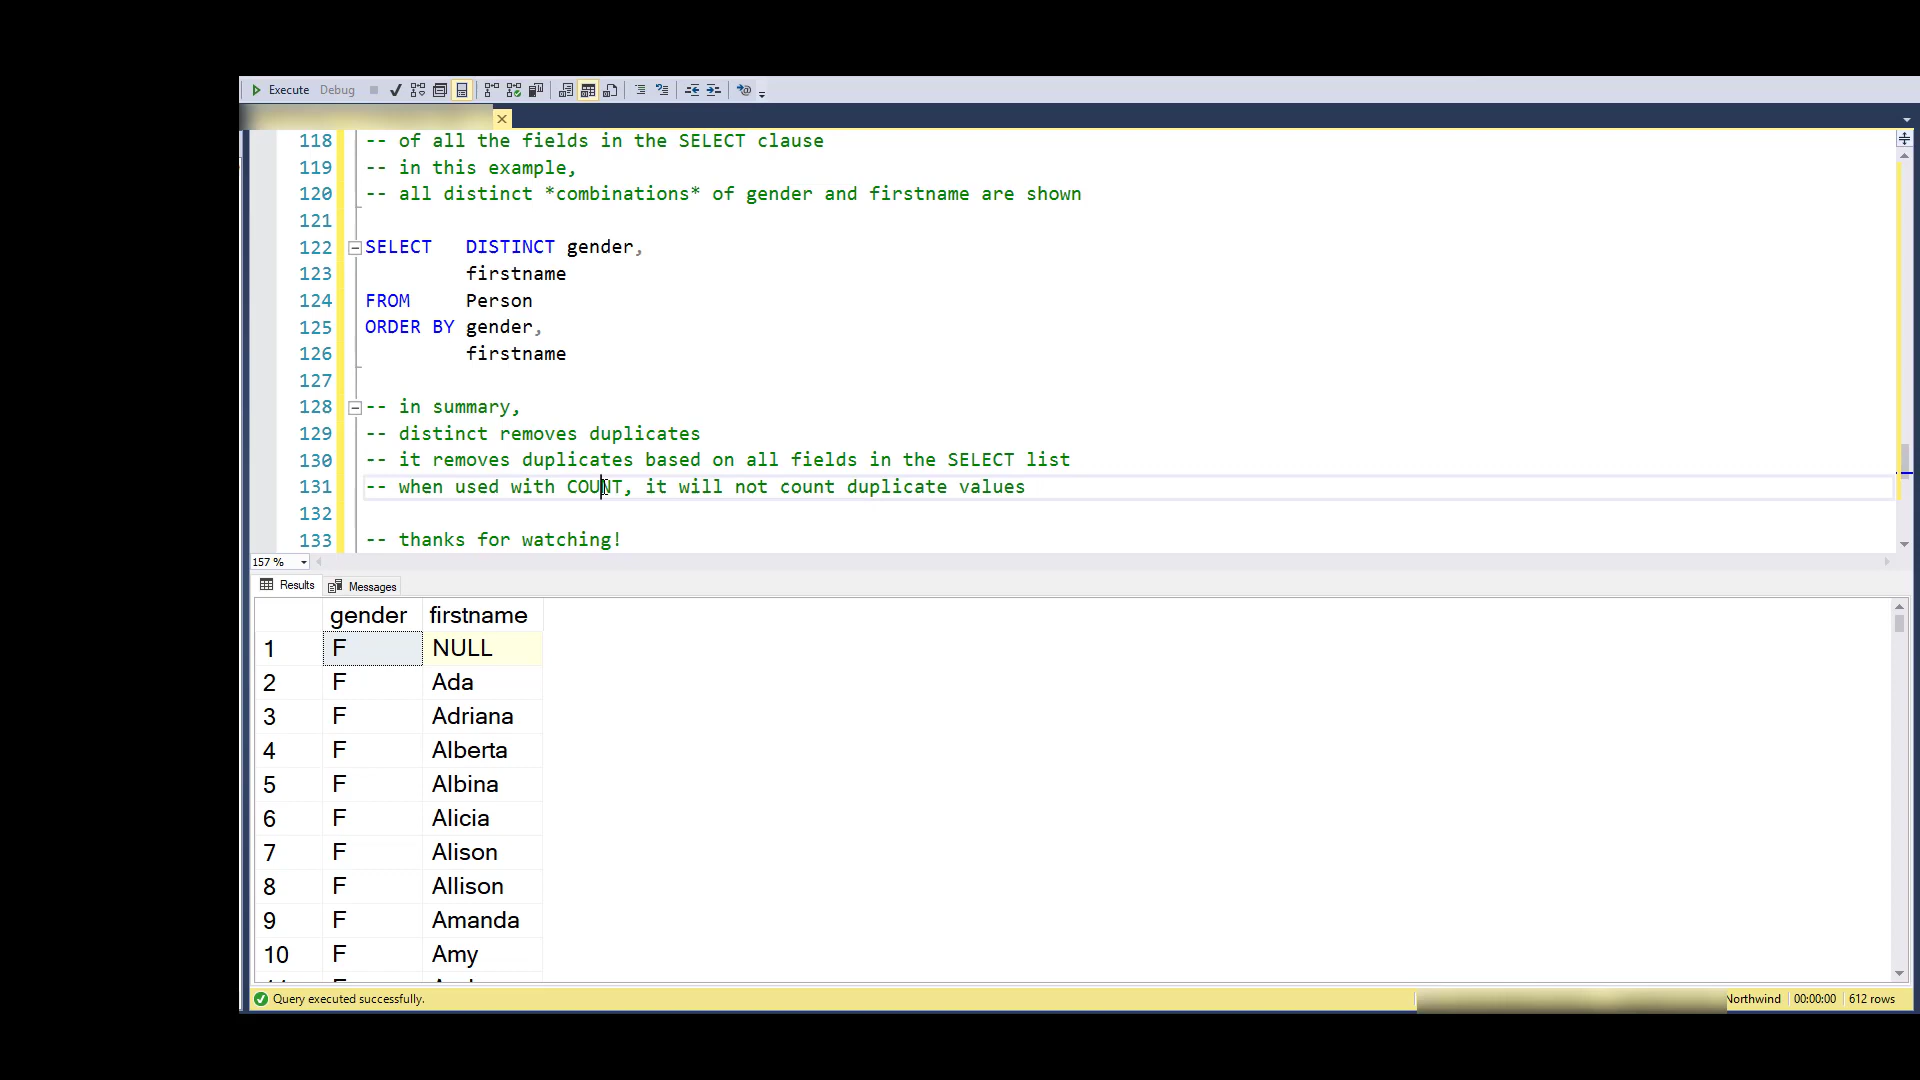 Execute Debug
118 -- of all the fields in the SELECT clause
119 -- in this example,
120 -- all distinct *combinations* of gender and firstname are shown
121
122 SELECT DISTINCT gender,
123 firstname
124 FROM Person
125 ORDER BY gender,
126 firstname
127
128 -- in summary,
129 -- distinct removes duplicates
130 -- it removes duplicates based on all fields in the SELECT list
131 -- when used with COUNT, it will not count duplicate values
132
133 -- thanks for watching!
157 %
Results Messages
gender firstname
1 F NULL
2 F Ada
3 F Adriana
4 F Alberta
5 F Albina
6 F Alicia
7 F Alison
8 F Allison
9 F Amanda
10 F Amy
Query executed successfully. Northwind 00:00:00 612 rows